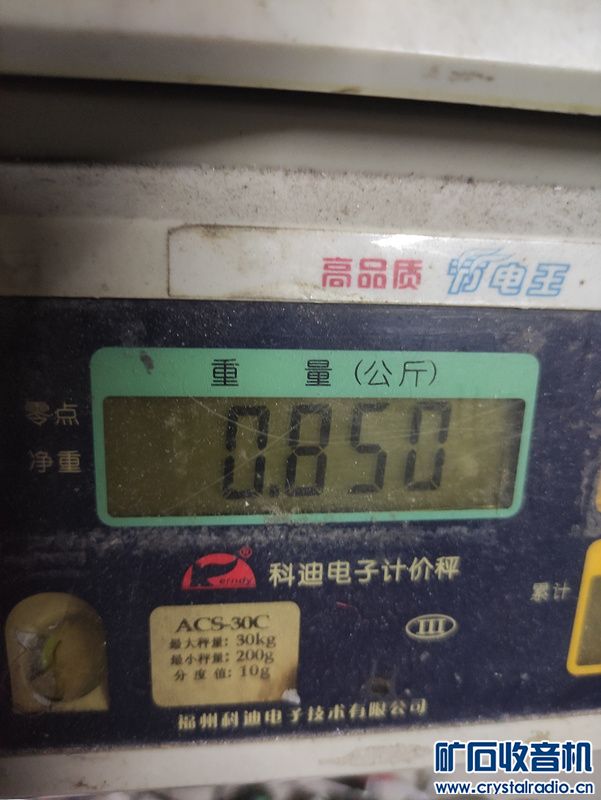 高品质 节电王
重 量 (公斤)
零点
净重
0.850
Kerndy®
科迪电子计价秤
累计
ACS-30C
最大秤量: 30kg
最小秤量: 200g
分度值: 10g
III
福州科迪电子技术有限公司
矿石收音机
www.crystalradio.cn